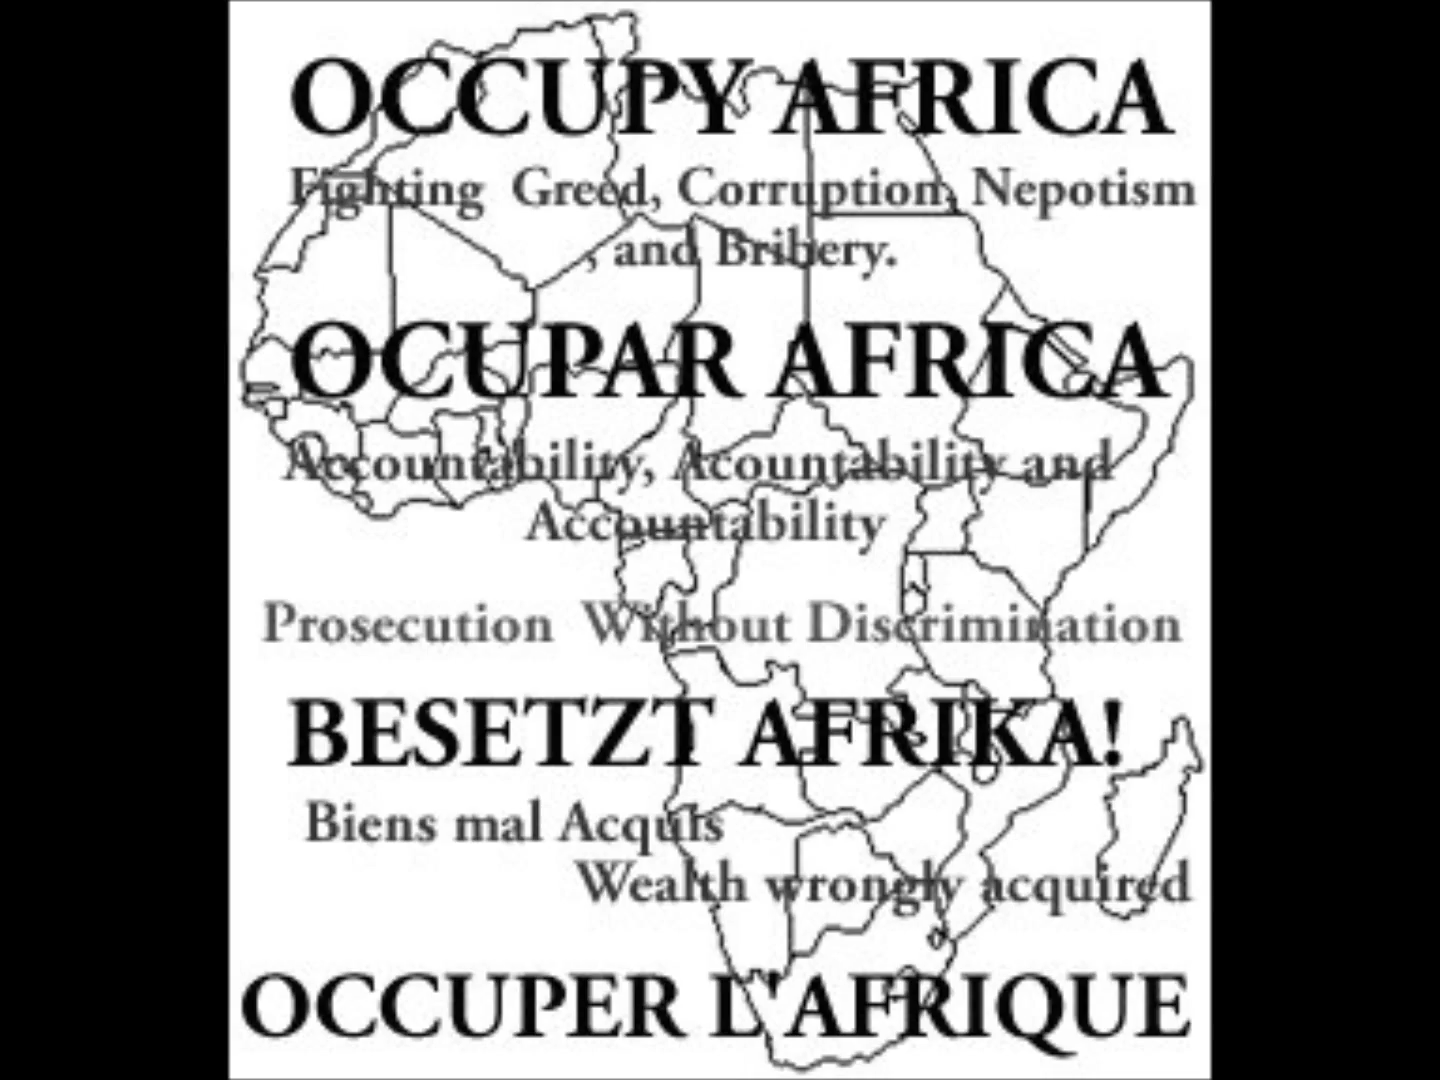 OCCUPY AFRICA
Fighting Greed, Corruption, Nepotism
, and Bribery.
OCUPAR AFRICA
Accountability, Acountability and
Accountability
Prosecution Without Discrimination
BESETZT AFRIKA!
Biens mal Acquis
Wealth wrongly acquired
OCCUPER L'AFRIQUE